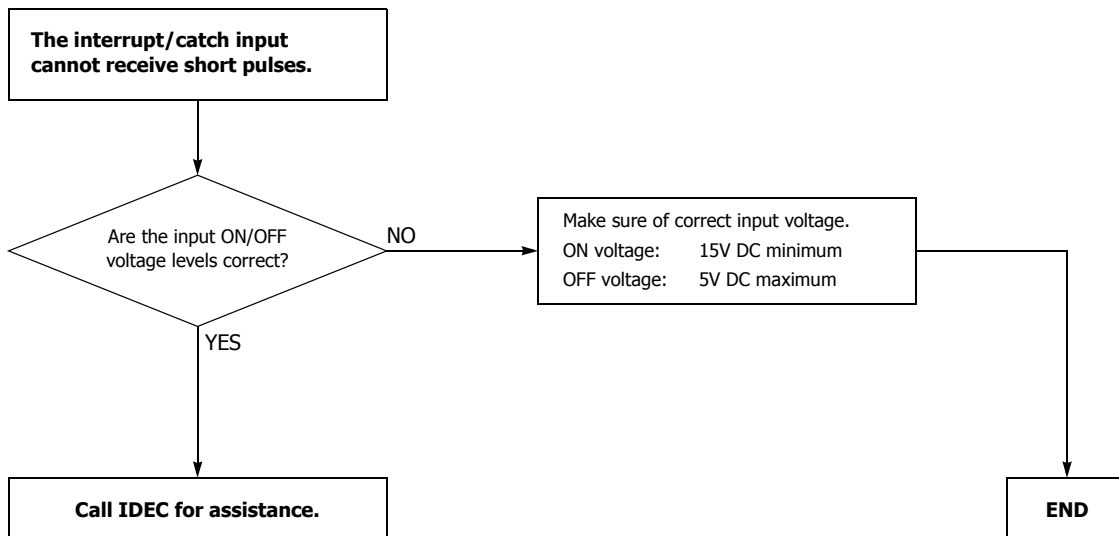 The interrupt/catch input
cannot receive short pulses.
Are the input ON/OFF
voltage levels correct?
NO
Make sure of correct input voltage.
ON voltage: 15V DC minimum
OFF voltage: 5V DC maximum
YES
Call IDEC for assistance.
END